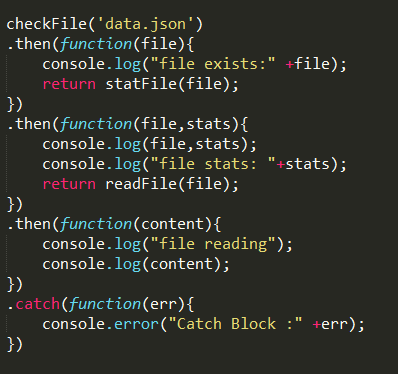 checkFile('data.json')
.then(function(file){
    console.log("file exists:" +file);
    return statFile(file);
})
.then(function(file,stats){
    console.log(file,stats);
    console.log("file stats: "+stats);
    return readFile(file);
})
.then(function(content){
    console.log("file reading");
    console.log(content);
})
.catch(function(err){
    console.error("Catch Block :" +err);
})